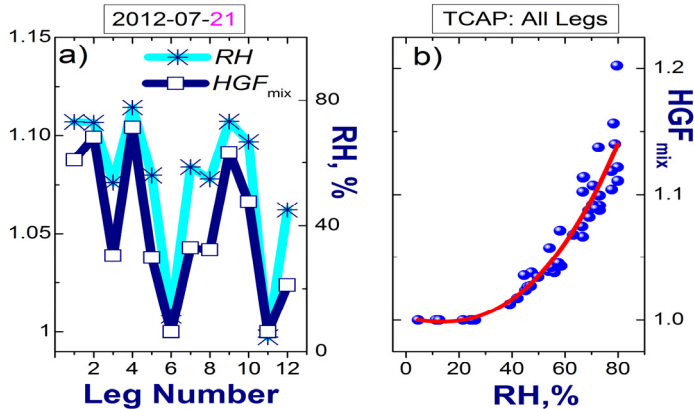 2012-07-21
TCAP: All Legs
a)
RH
HGFmix
1.15
1.10
1.05
1
80
40
0
RH, %
2 4 6 8 10 12
Leg Number
b)
1.2
1.1
1.0
HGFmix
0 20 40 60 80
RH,%